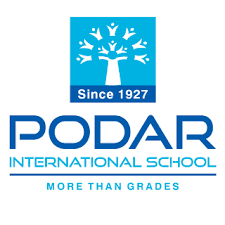 Since 1927
PODAR
INTERNATIONAL SCHOOL
MORE THAN GRADES